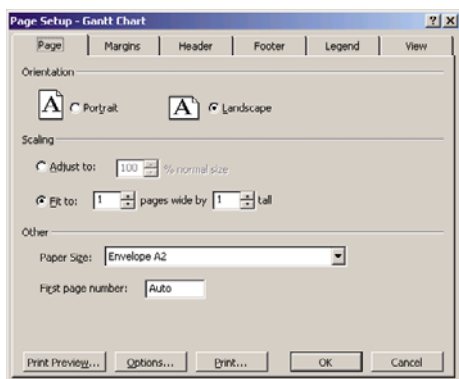 Page Setup - Gantt Chart
Page Margins Header Footer Legend View
Orientation
A Portrait A Landscape
Scaling
Adjust to: 100 % normal size
Fit to: 1 pages wide by 1 tall
Other
Paper Size: Envelope A2
First page number: Auto
Print Preview... Options... Print... OK Cancel